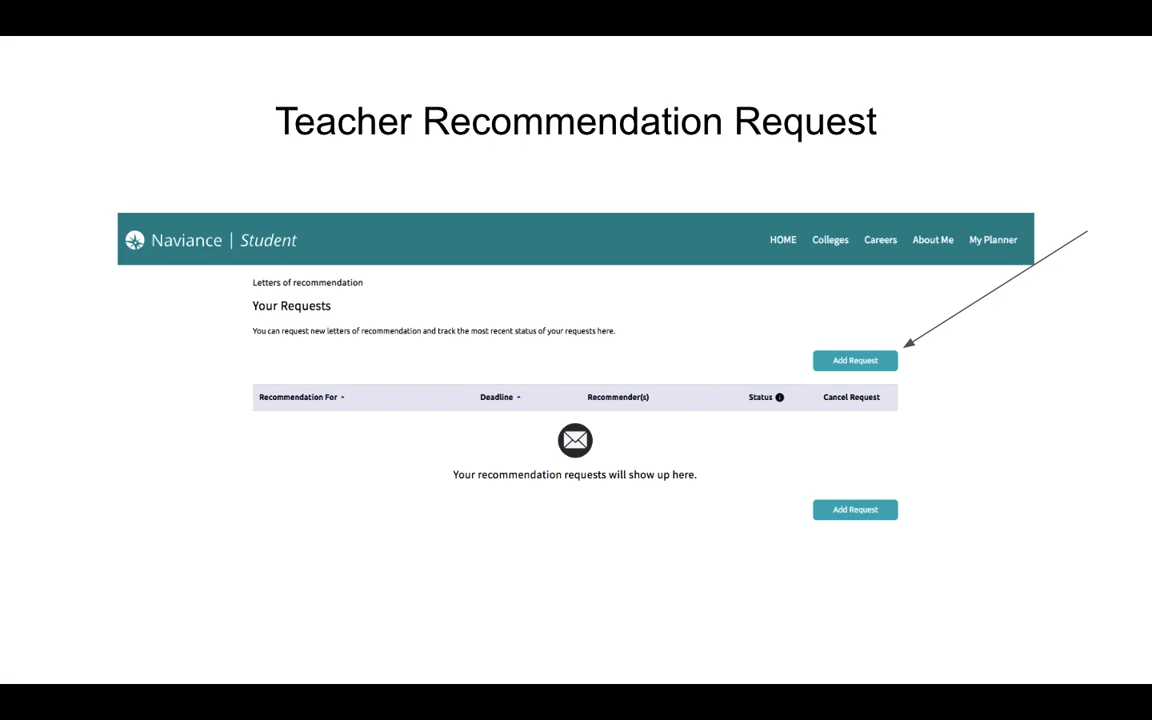 Teacher Recommendation Request
Naviance | Student
HOME Colleges Careers About Me My Planner
Letters of recommendation
Your Requests
You can request new letters of recommendation and track the most recent status of your requests here.
Add Request
Recommendation For Deadline Recommender(s) Status Cancel Request
Your recommendation requests will show up here.
Add Request